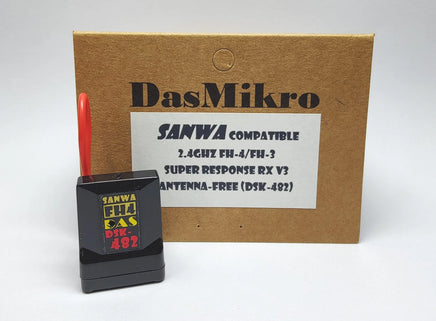 DasMikro
SANWA COMPATIBLE
2.4GHZ FH-4/FH-3
SUPER RESPONSE RX V3
ANTENNA-FREE (DSK-482)
SANWA
FH4
DAS
DSK-
482